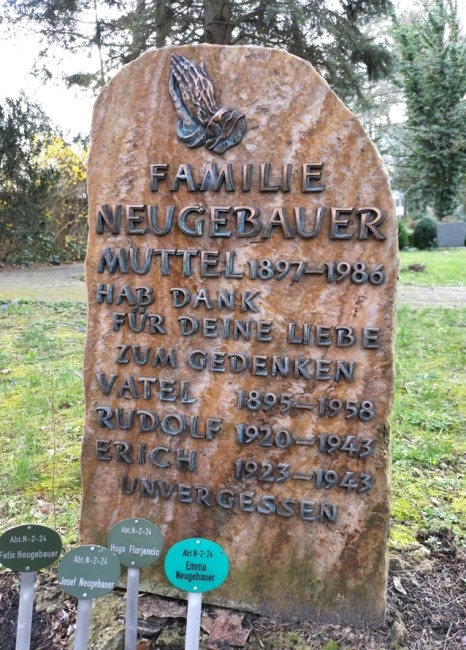 FAMILIE
NEUGEBAUER
MUTTEL 1897–1986
HAB DANK
FÜR DEINE LIEBE
ZUM GEDENKEN
VATEL 1895–1958
RUDOLF 1920–1943
ERICH 1923–1943
UNVERGESSEN
Abt.N-2-24
Felix Neugebauer
Abt.N-2-24
Josef Neugebauer
Abt.N-2-24
Hugo Florjancic
Abt.N-2-24
Emma
Neugebauer